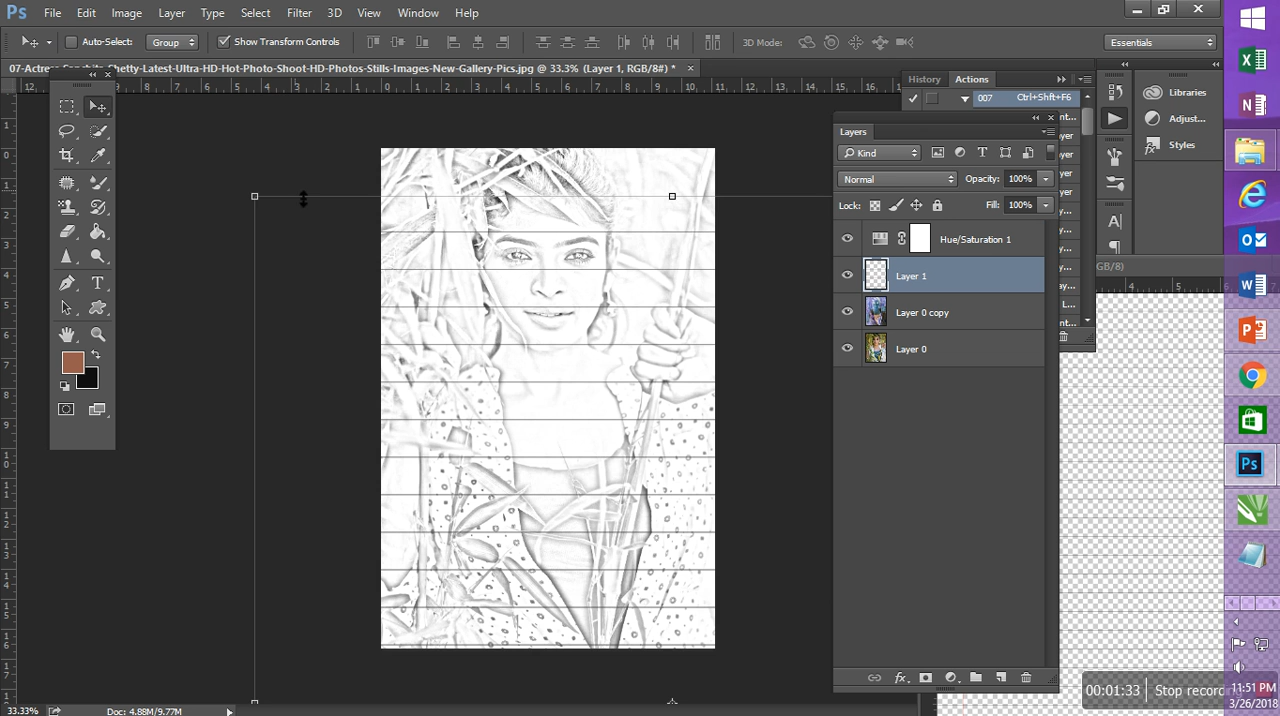 Ps File Edit Image Layer Type Select Filter 3D View Window Help
Auto-Select: Group Show Transform Controls 3D Mode: Essentials
History Actions
007 Ctrl+Shft+F6
Libraries
Adjust...
Styles
Layers
Kind
Normal Opacity: 100%
Lock: Fill: 100%
Hue/Saturation 1
Layer 1
Layer 0 copy
Layer 0
GB/8)
33.33% Doc: 4.88M/9.77M
00:01:33 Stop recording
11:51 PM
3/26/2018